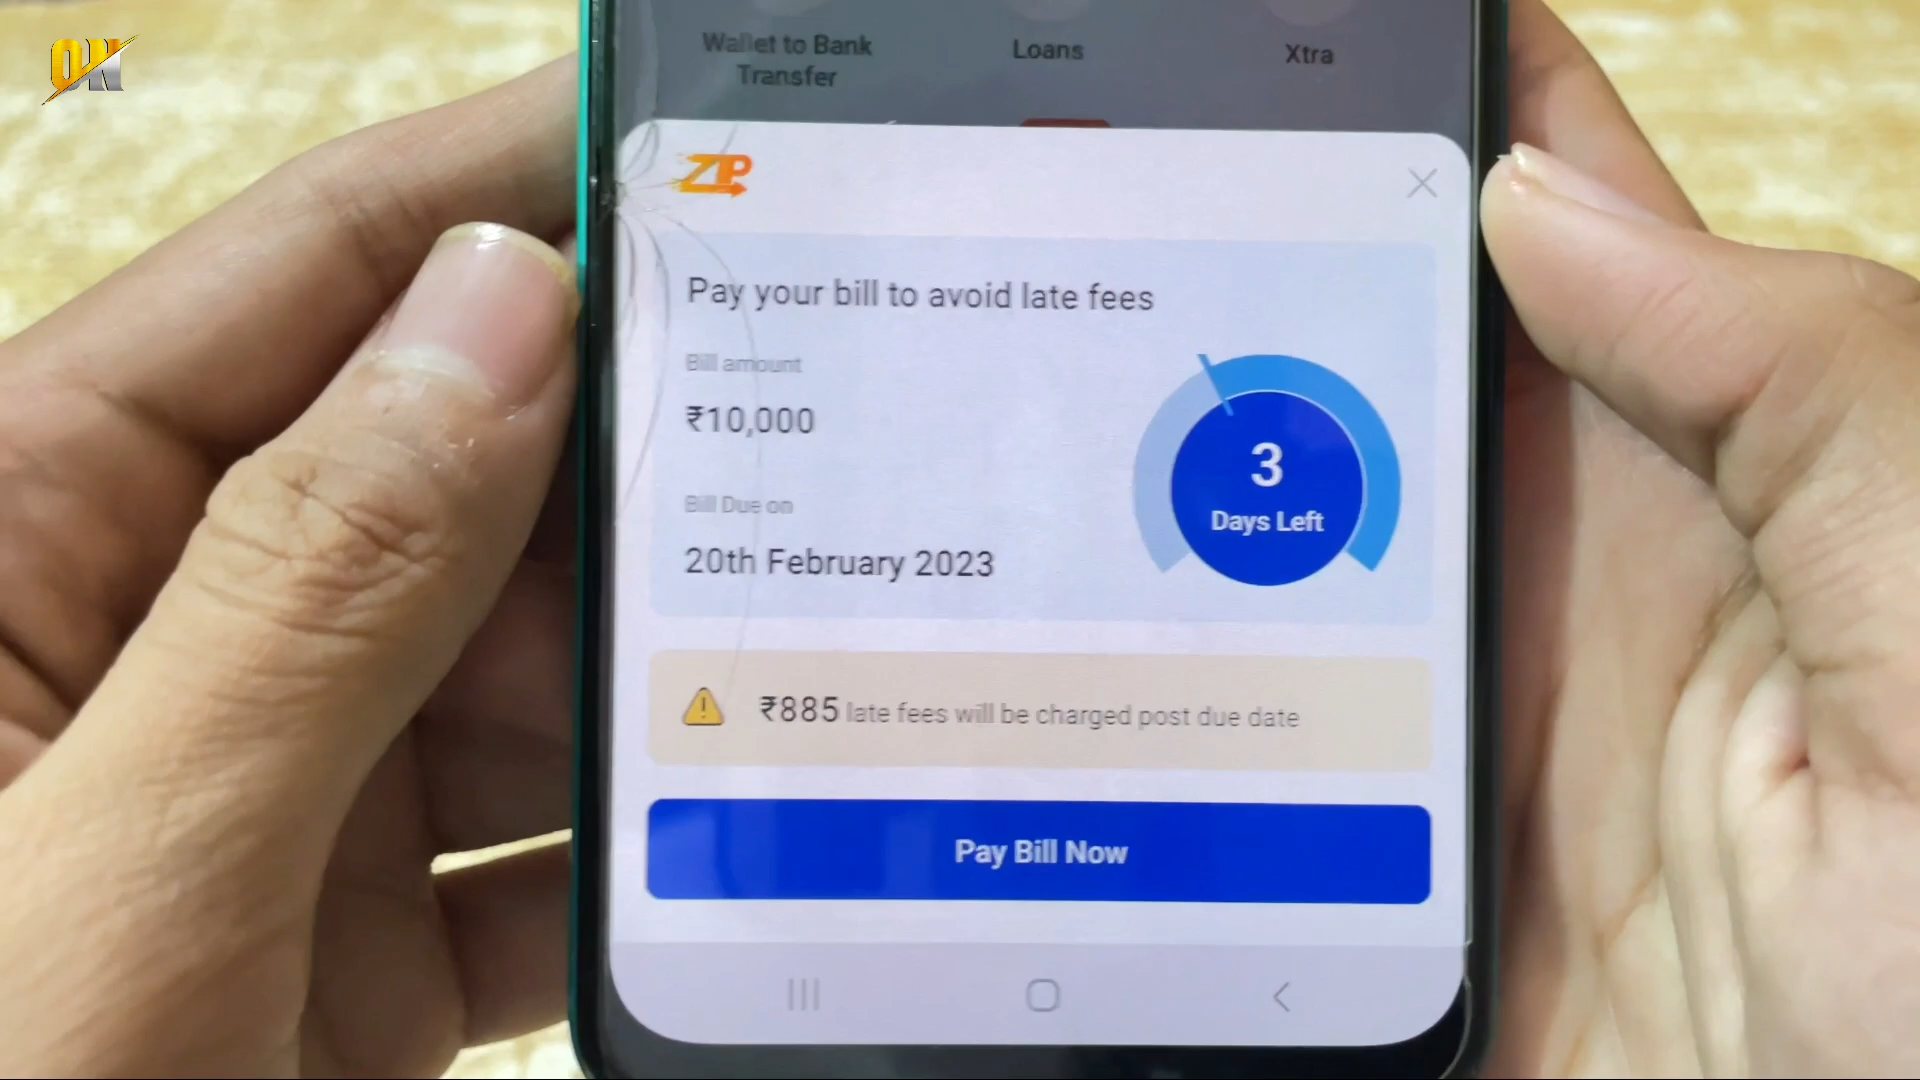 QK
Wallet to Bank
Transfer
Loans
Xtra
ZIP
Pay your bill to avoid late fees
Bill amount
₹10,000
Bill Due on
20th February 2023
3
Days Left
₹885 late fees will be charged post due date
Pay Bill Now